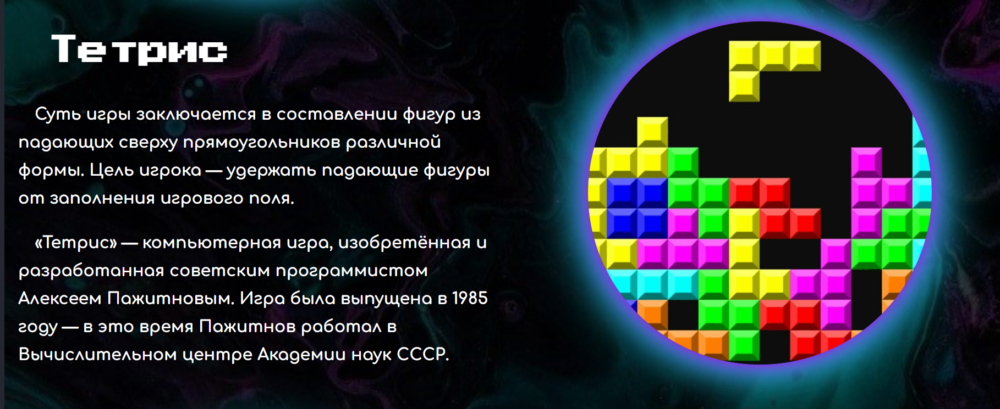 Тетрис
Суть игры заключается в составлении фигур из
падающих сверху прямоугольников различной
формы. Цель игрока — удержать падающие фигуры
от заполнения игрового поля.
«Тетрис» — компьютерная игра, изобретённая и
разработанная советским программистом
Алексеем Пажитновым. Игра была выпущена в 1985
году — в это время Пажитнов работал в
Вычислительном центре Академии наук СССР.